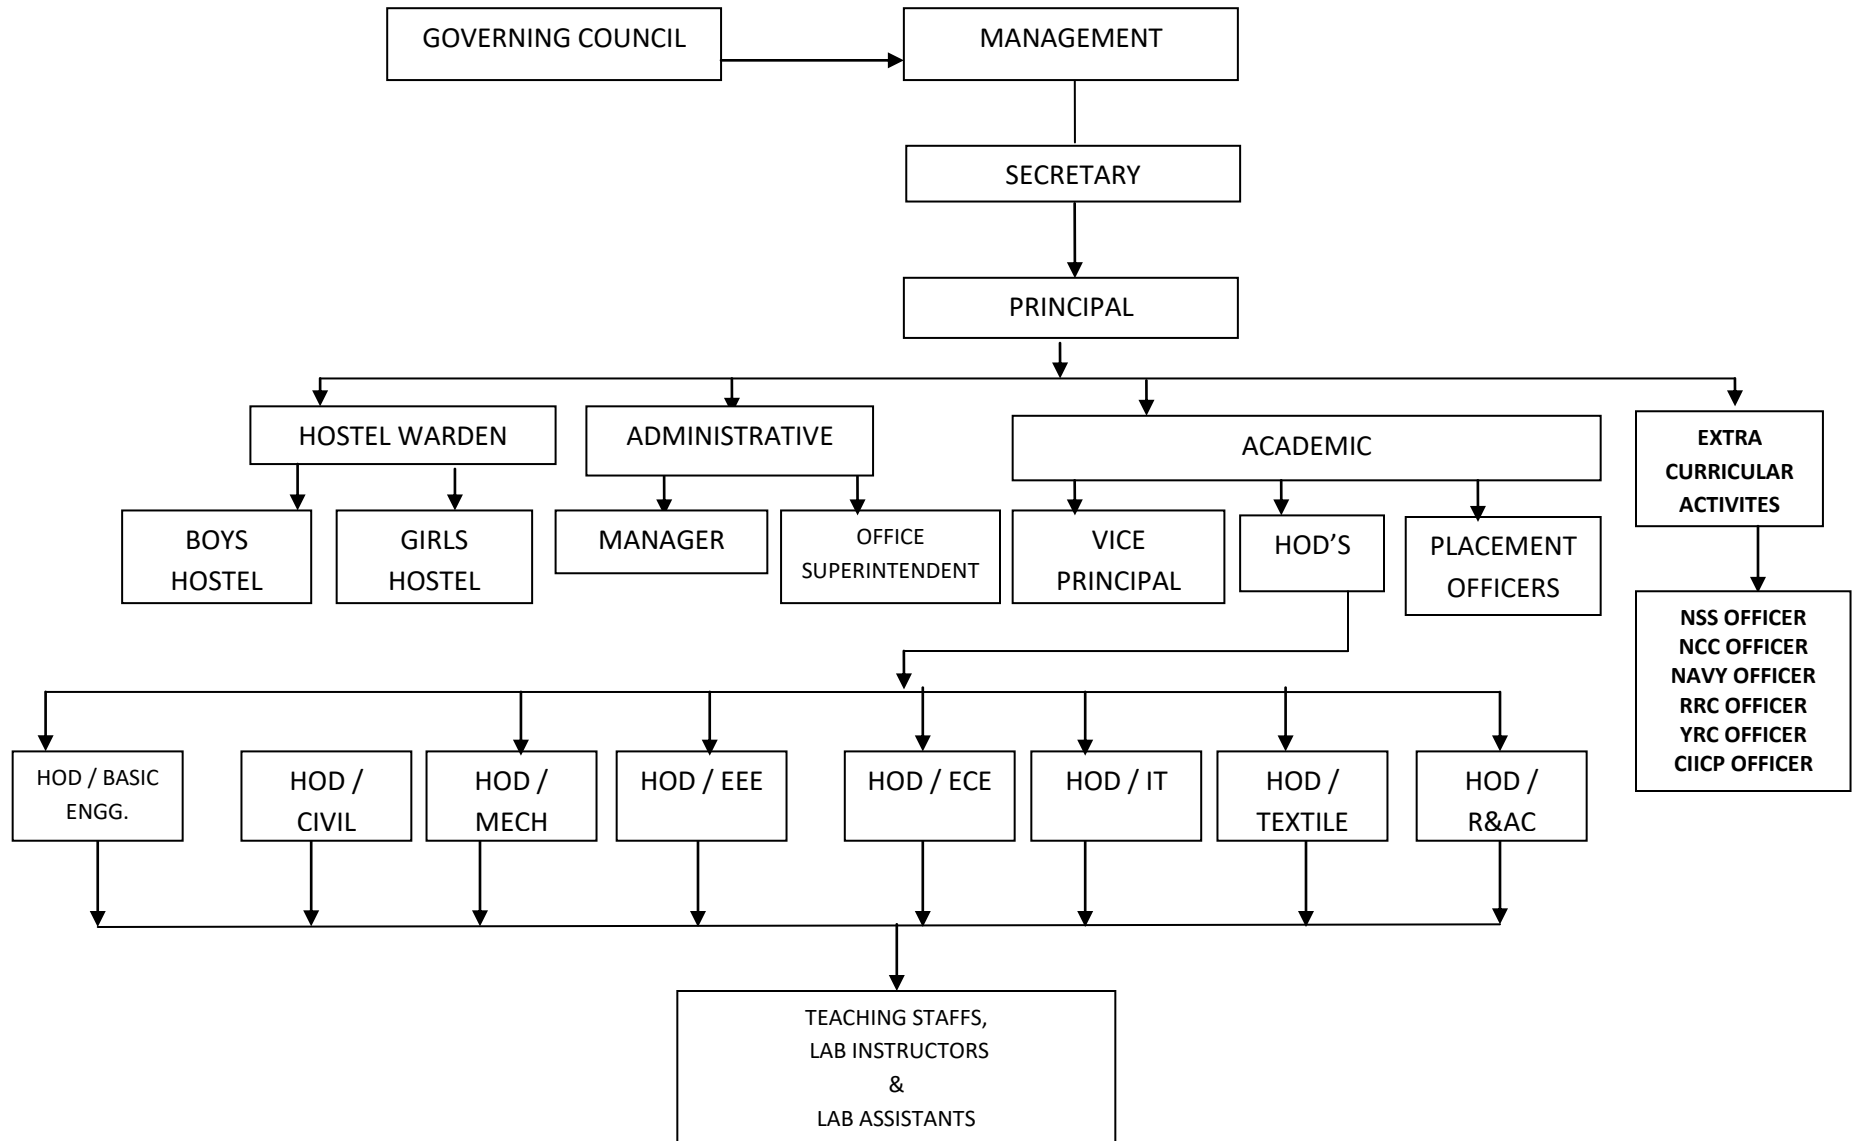 GOVERNING COUNCIL
MANAGEMENT
SECRETARY
PRINCIPAL
HOSTEL WARDEN
ADMINISTRATIVE
ACADEMIC
EXTRA
CURRICULAR
ACTIVITES
BOYS
HOSTEL
GIRLS
HOSTEL
MANAGER
OFFICE
SUPERINTENDENT
VICE
PRINCIPAL
HOD’S
PLACEMENT
OFFICERS
NSS OFFICER
NCC OFFICER
NAVY OFFICER
RRC OFFICER
YRC OFFICER
CIICP OFFICER
HOD / BASIC
ENGG.
HOD /
CIVIL
HOD /
MECH
HOD / EEE
HOD / ECE
HOD / IT
HOD /
TEXTILE
HOD /
R&AC
TEACHING STAFFS,
LAB INSTRUCTORS
&
LAB ASSISTANTS